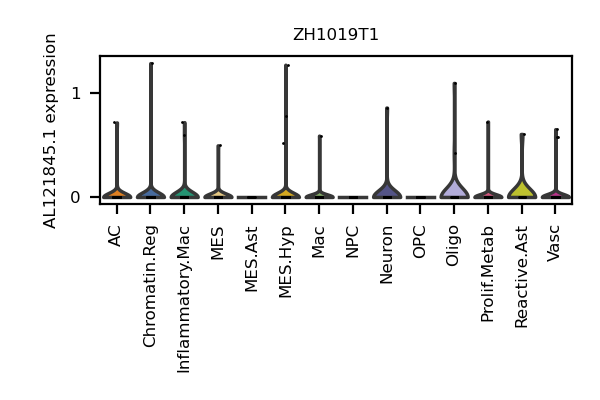 ZH1019T1
AL121845.1 expression
1
0
AC
Chromatin.Reg
Inflammatory.Mac
MES
MES.Ast
MES.Hyp
Mac
NPC
Neuron
OPC
Oligo
Prolif.Metab
Reactive.Ast
Vasc